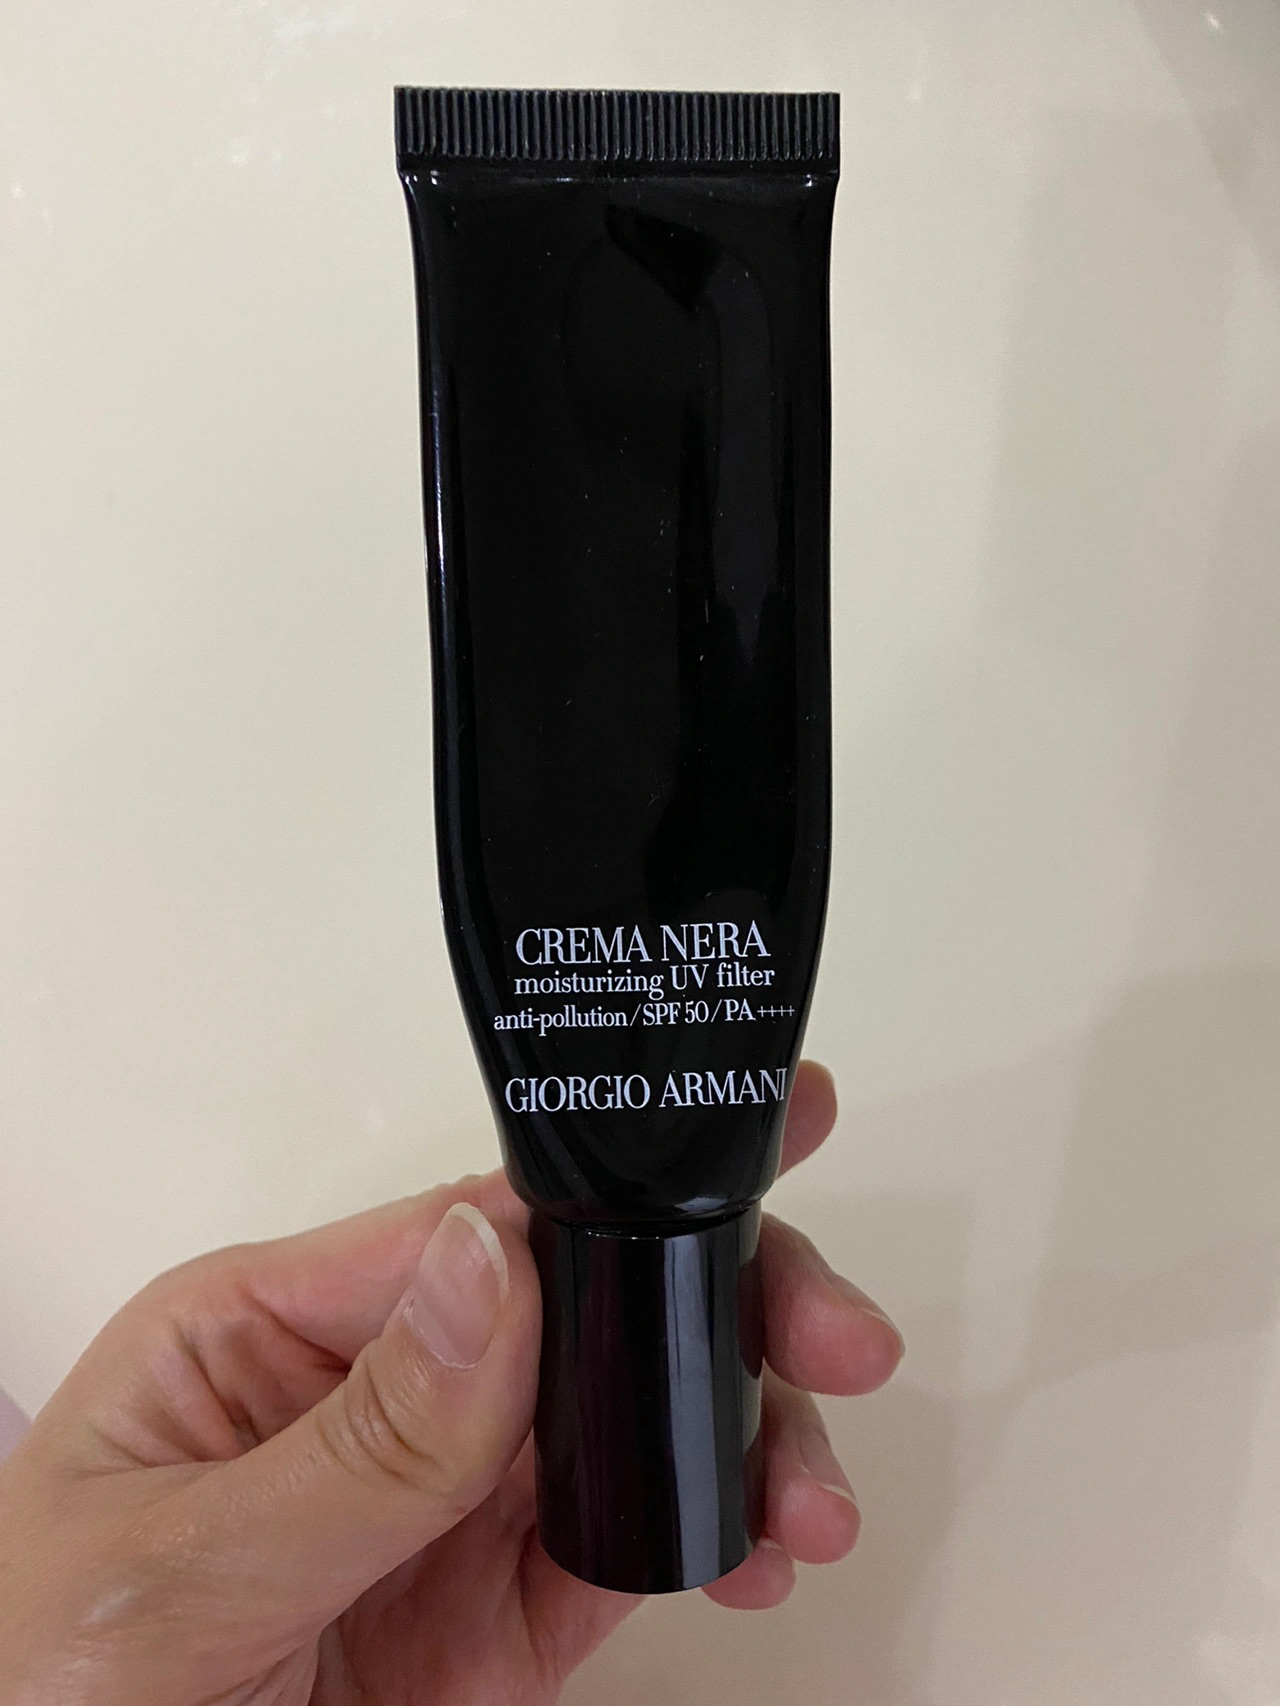 CREMA NERA
moisturizing UV filter
anti-pollution/SPF 50/PA++++
GIORGIO ARMANI